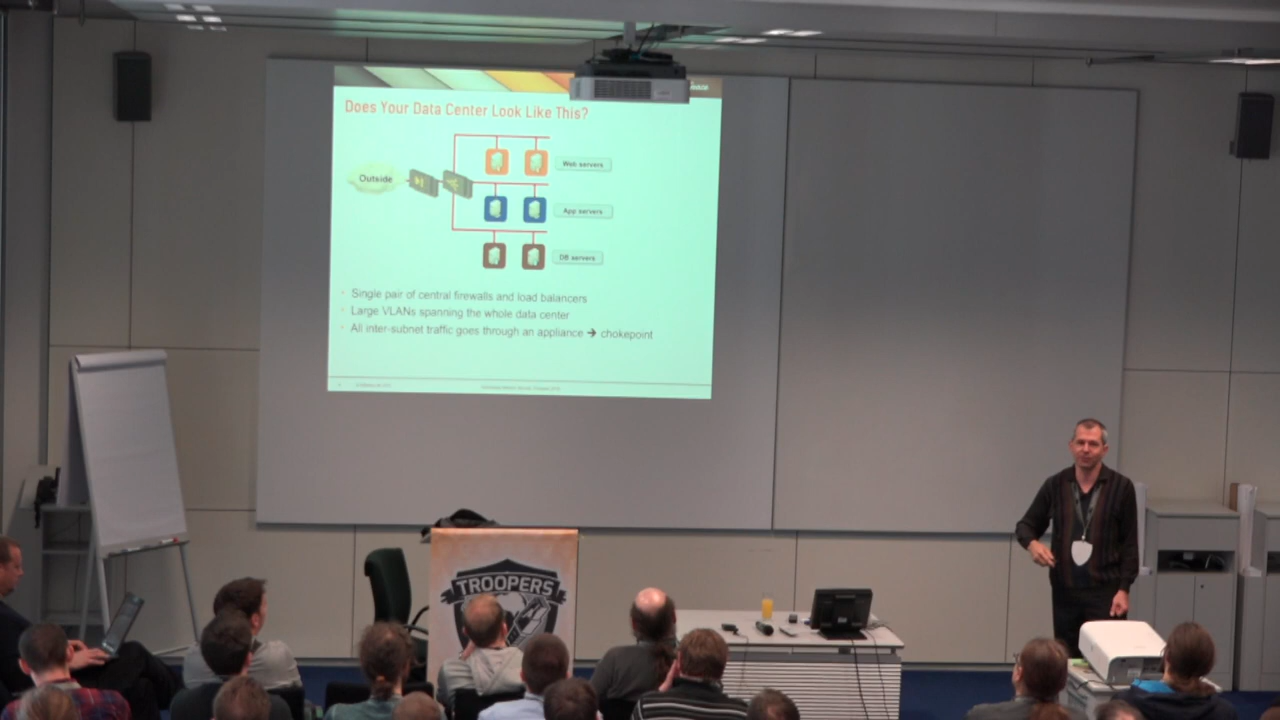 Does Your Data Center Look Like This?
Outside
Web servers
App servers
DB servers
Single pair of central firewalls and load balancers
Large VLANs spanning the whole data center
All inter-subnet traffic goes through an appliance ➔ chokepoint
TROOPERS